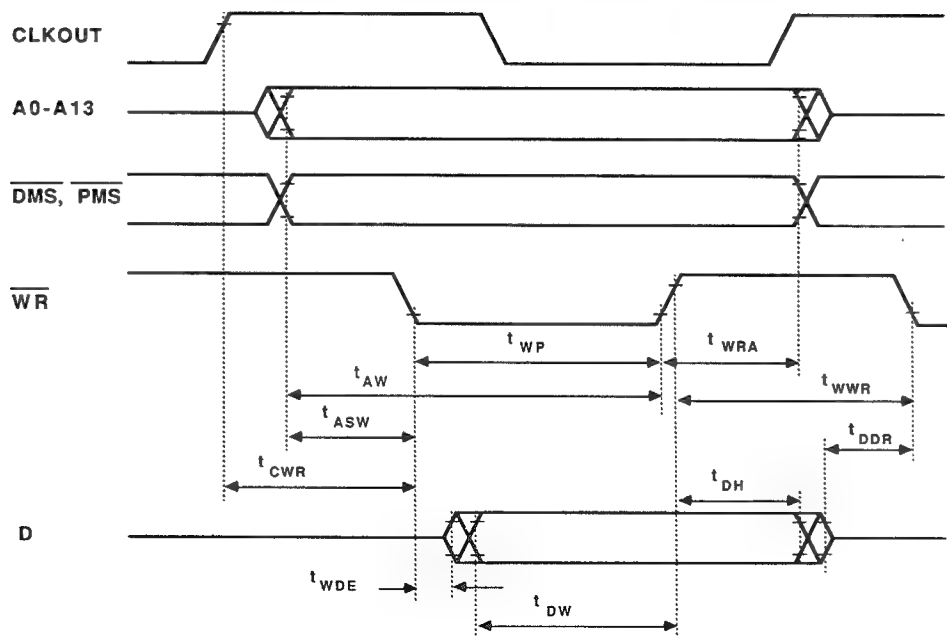 CLKOUT
A0-A13
DMS, PMS
WR
t WP
t WRA
t AW
t WWR
t ASW
t DDR
t CWR
t DH
D
t WDE
t DW